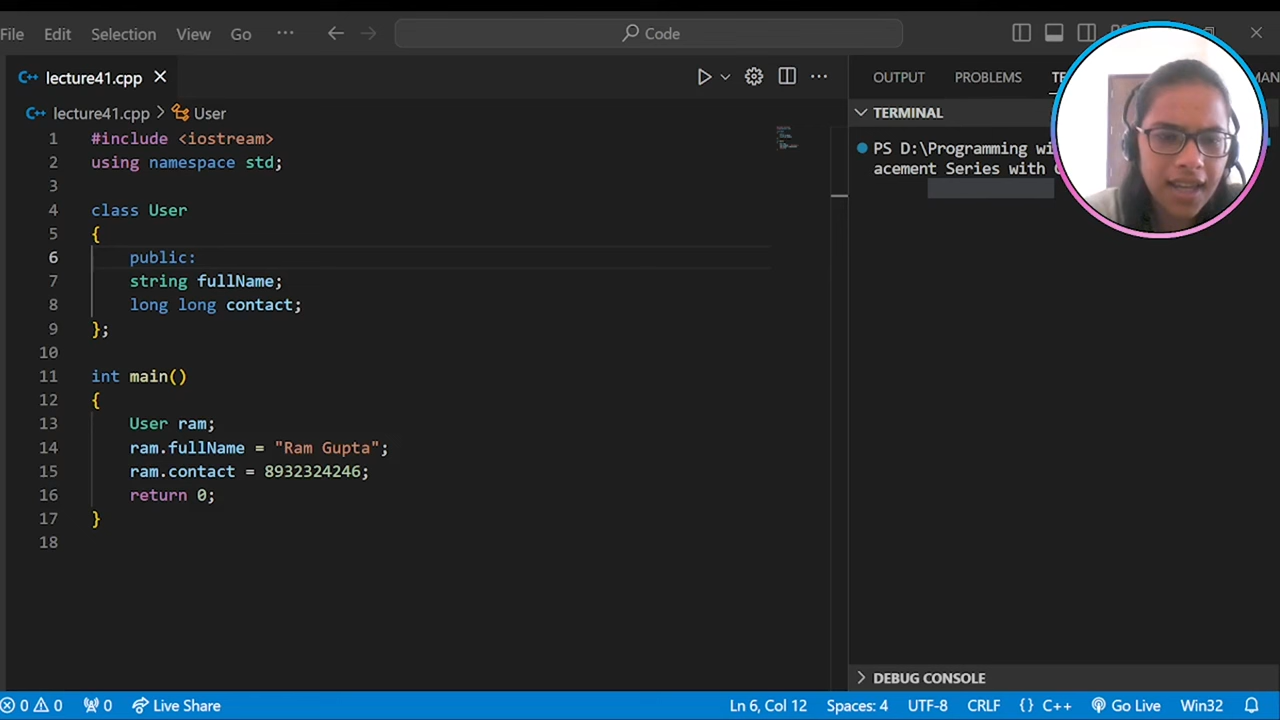 File Edit Selection View Go ··· Code
lecture41.cpp
OUTPUT PROBLEMS
lecture41.cpp > User
TERMINAL
1 #include <iostream>
2 using namespace std;
3
4 class User
5 {
6 public:
7 string fullName;
8 long long contact;
9 };
10
11 int main()
12 {
13 User ram;
14 ram.fullName = "Ram Gupta";
15 ram.contact = 8932324246;
16 return 0;
17 }
18
PS D:\Programming
acement Series with
DEBUG CONSOLE
0 0 0 Live Share Ln 6, Col 12 Spaces: 4 UTF-8 CRLF {} C++ Go Live Win32